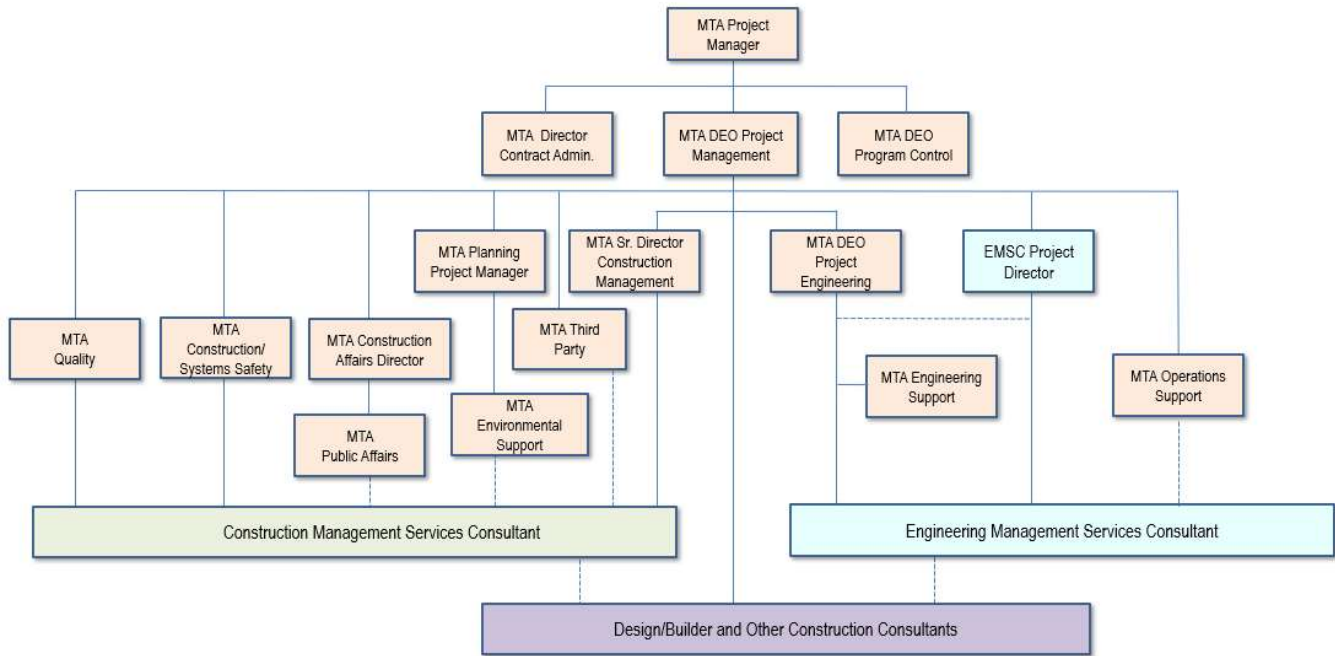 MTA Project
Manager
MTA Director
Contract Admin.
MTA DEO Project
Management
MTA DEO
Program Control
MTA Planning
Project Manager
MTA Sr. Director
Construction
Management
MTA DEO
Project
Engineering
EMSC Project
Director
MTA
Quality
MTA
Construction/
Systems Safety
MTA Construction
Affairs Director
MTA Third
Party
MTA Engineering
Support
MTA Operations
Support
MTA
Public Affairs
MTA
Environmental
Support
Construction Management Services Consultant
Engineering Management Services Consultant
Design/Builder and Other Construction Consultants